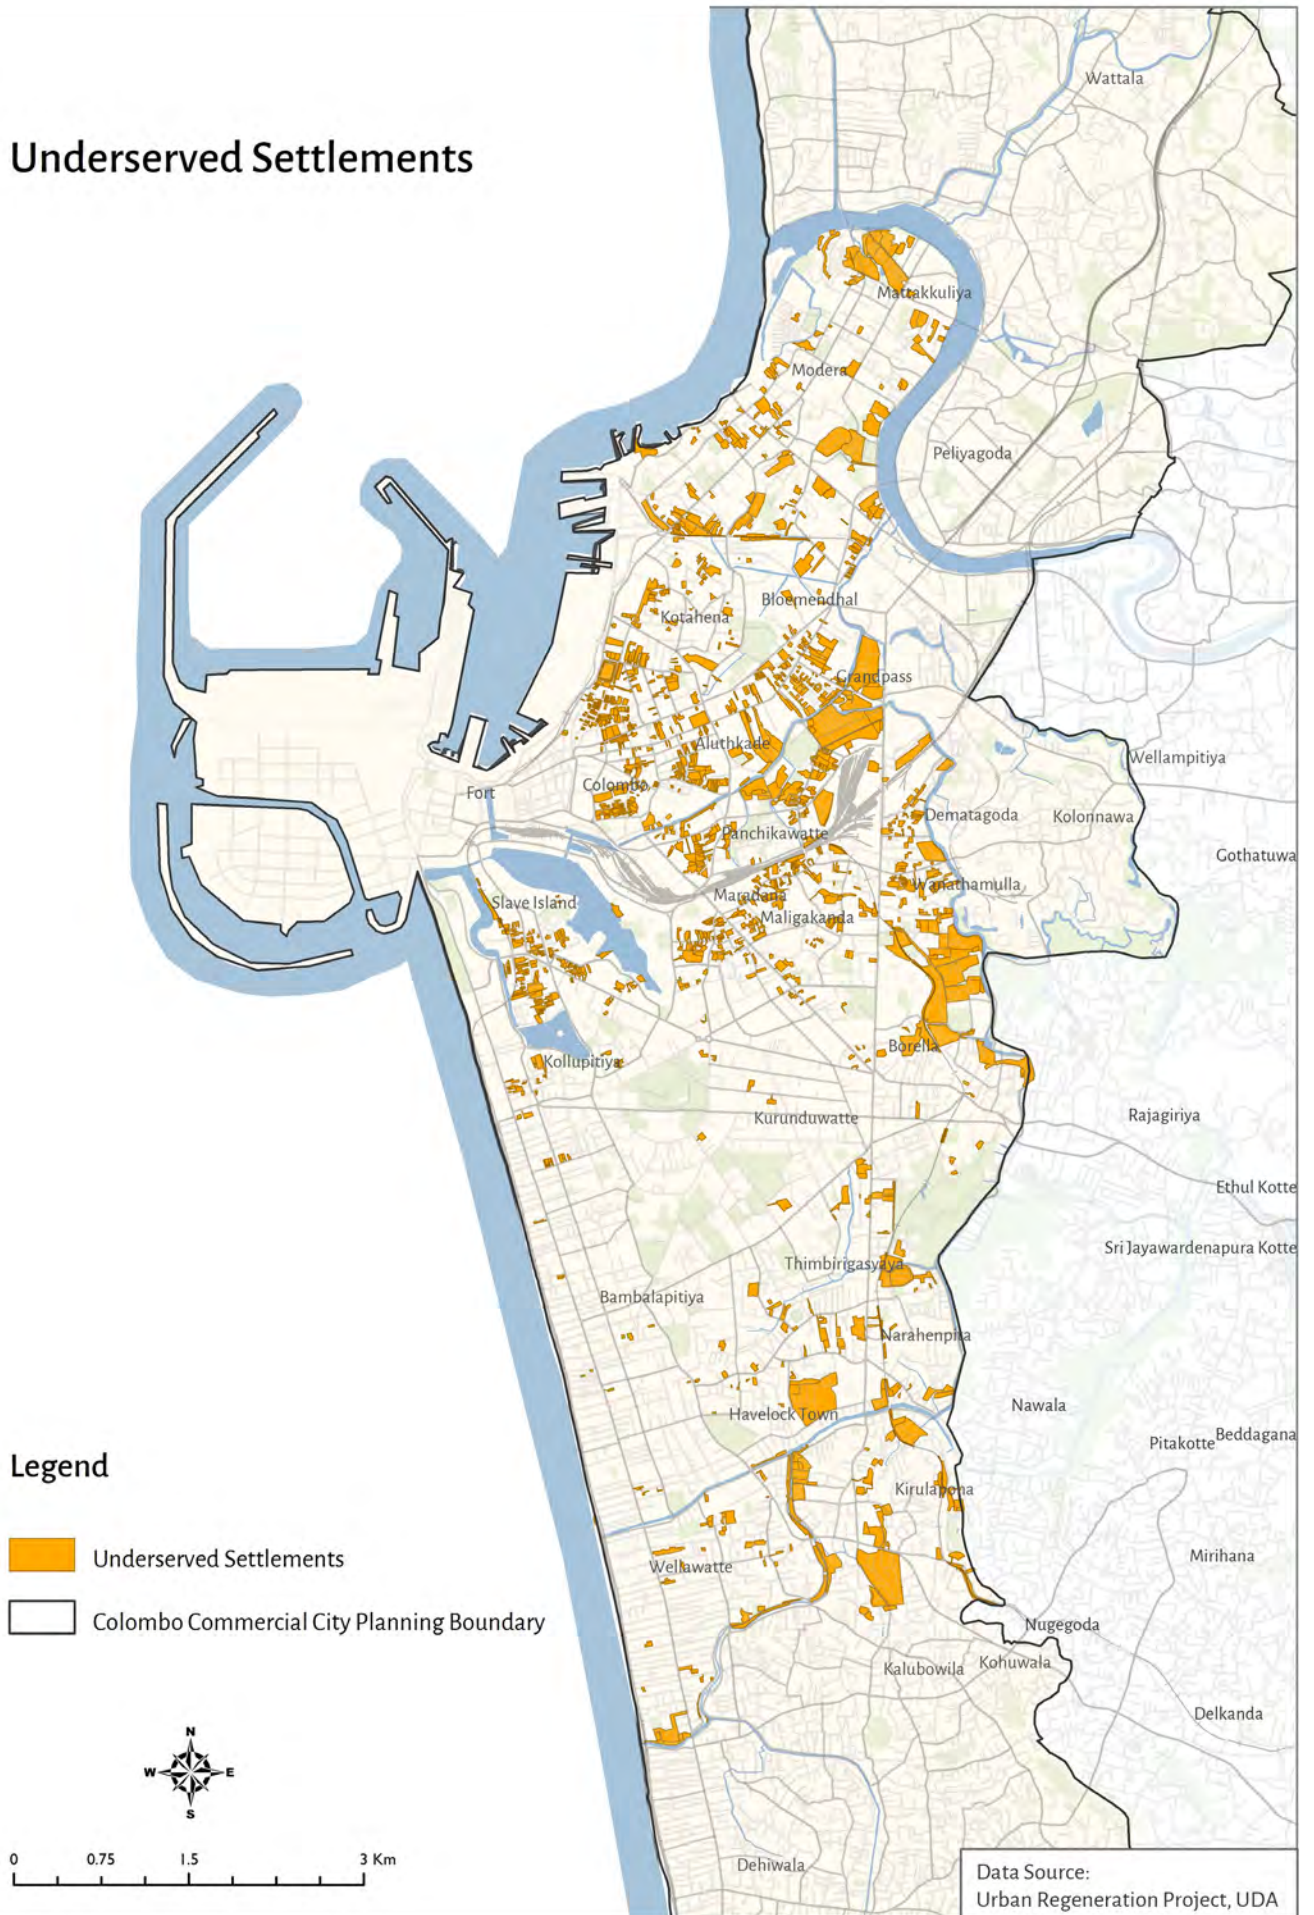 Wattala
Underserved Settlements
Mattakkuliya
Modera
Peliyagoda
Bloemendhal
Kotahena
Grandpass
Aluthkade
Wellampitiya
Colombo
Fort
Dematagoda
Kolonnawa
Panchikawatte
Gothatuwa
Wanathamulla
Maradana
Slave Island
Maligakanda
Borella
Kollupitiya
Kurunduwatte
Rajagiriya
Ethul Kotte
Sri Jayawardenapura Kotte
Thimbirigasyaya
Bambalapitiya
Narahenpita
Nawala
Havelock Town
Beddagana
Pitakotte
Legend
Kirulapona
Underserved Settlements
Mirihana
Wellawatte
Colombo Commercial City Planning Boundary
Nugegoda
Kohuwala
Kalubowila
Delkanda
N
W E
S
0 0.75 1.5 3 Km
Dehiwala
Data Source:
Urban Regeneration Project, UDA